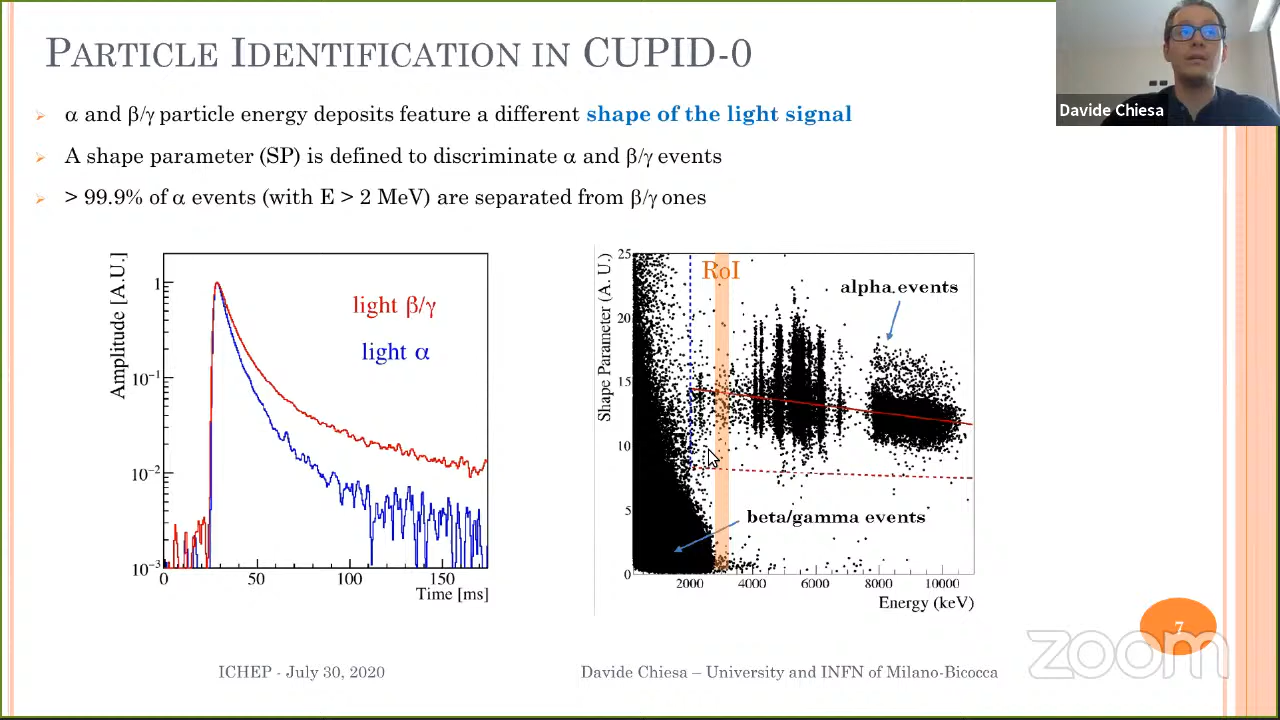 PARTICLE IDENTIFICATION IN CUPID-0
Davide Chiesa
α and β/γ particle energy deposits feature a different shape of the light signal
A shape parameter (SP) is defined to discriminate α and β/γ events
> 99.9% of α events (with E > 2 MeV) are separated from β/γ ones
Amplitude [A.U.]
1
10⁻¹
10⁻²
10⁻³
light β/γ
light α
0 50 100 150
Time [ms]
Shape Parameter (A. U.)
25
20
15
10
5
0
RoI
alpha events
beta/gamma events
2000 4000 6000 8000 10000
Energy (keV)
7
zoom
ICHEP - July 30, 2020
Davide Chiesa – University and INFN of Milano-Bicocca